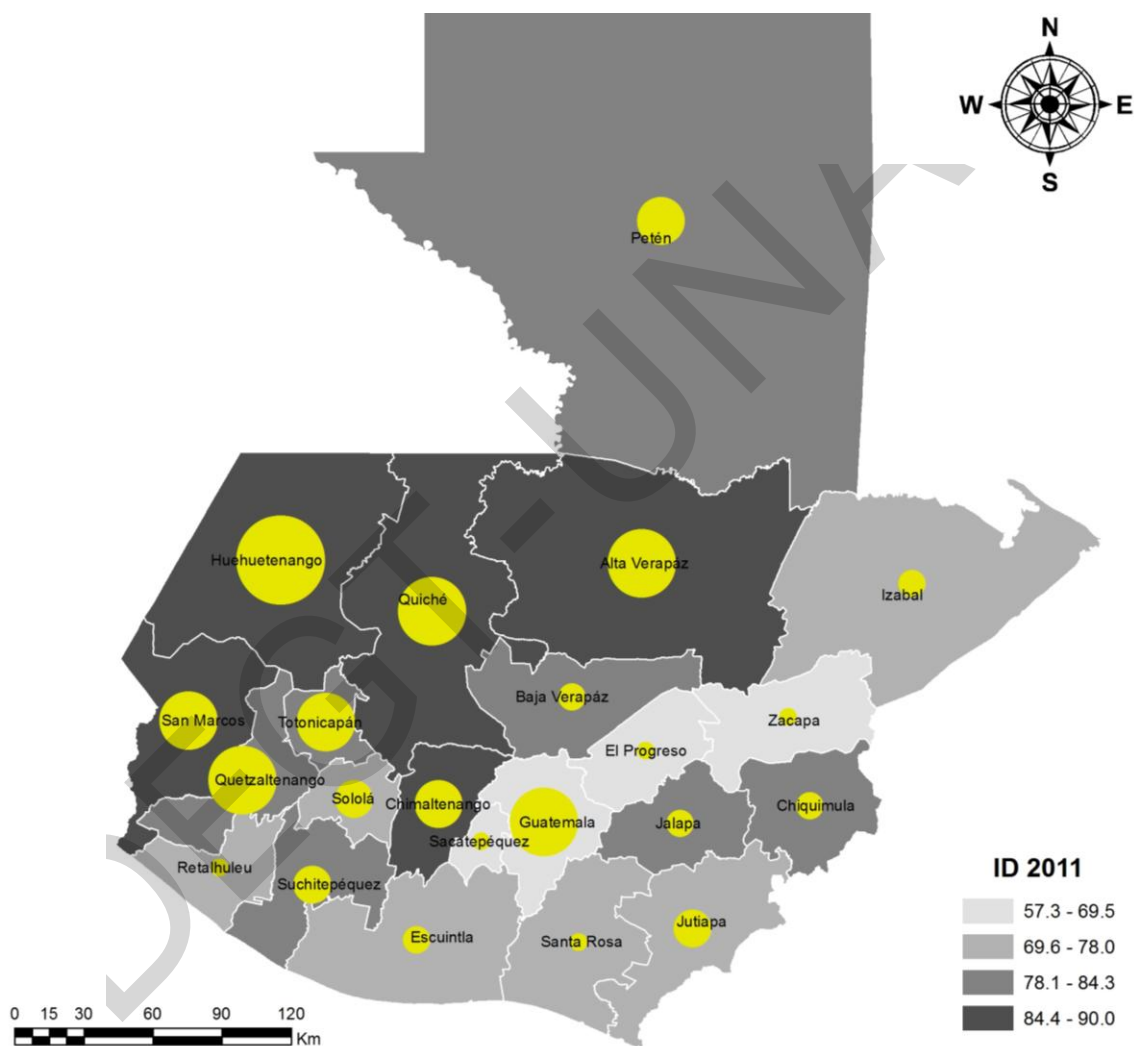 N
W E
S
Petén
Huehuetenango
Alta Verapáz
Quiché
Izabal
Baja Verapáz
San Marcos
Totonicapán
Zacapa
El Progreso
Quetzaltenango
Sololá
Chimaltenango
Chiquimula
Guatemala
Jalapa
Sacatepéquez
Retalhuleu
Suchitepéquez
Jutiapa
Escuintla
Santa Rosa
ID 2011
57.3 - 69.5
69.6 - 78.0
78.1 - 84.3
84.4 - 90.0
0 15 30 60 90 120
Km
DEGT-UNA